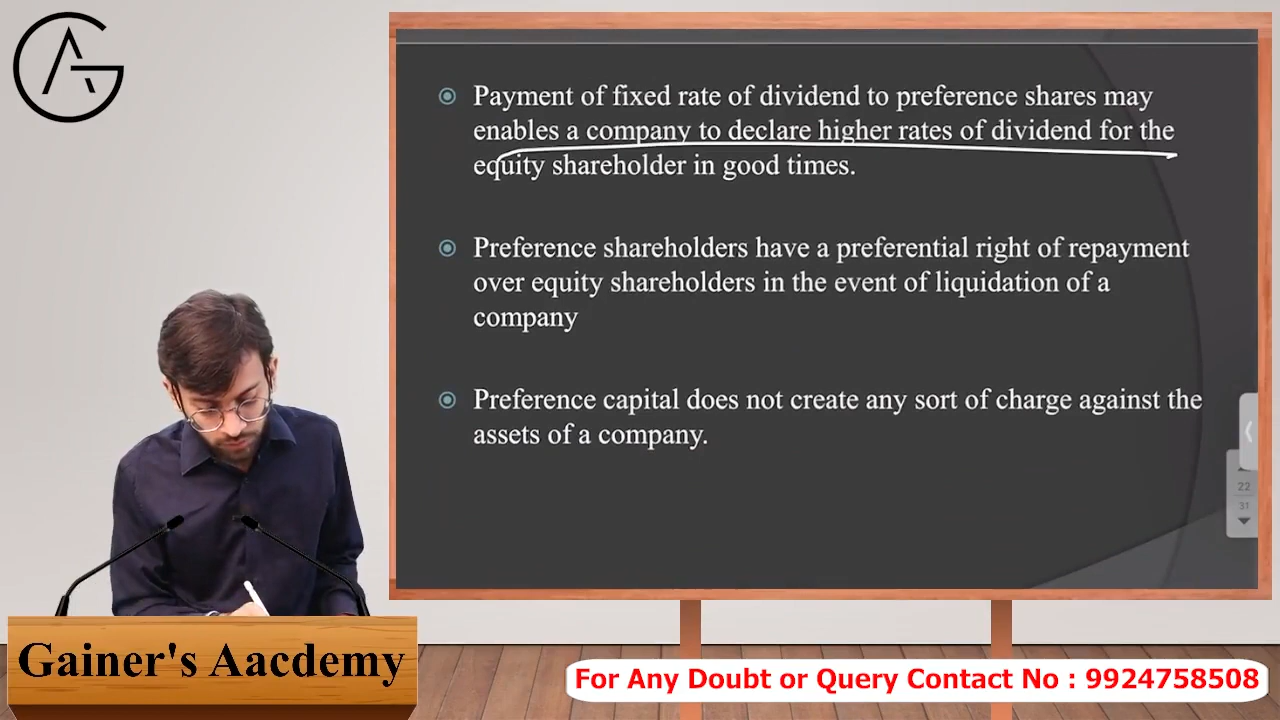 Payment of fixed rate of dividend to preference shares may
enables a company to declare higher rates of dividend for the
equity shareholder in good times.
Preference shareholders have a preferential right of repayment
over equity shareholders in the event of liquidation of a
company
Preference capital does not create any sort of charge against the
assets of a company.
22
31
Gainer's Aacdemy
For Any Doubt or Query Contact No : 9924758508